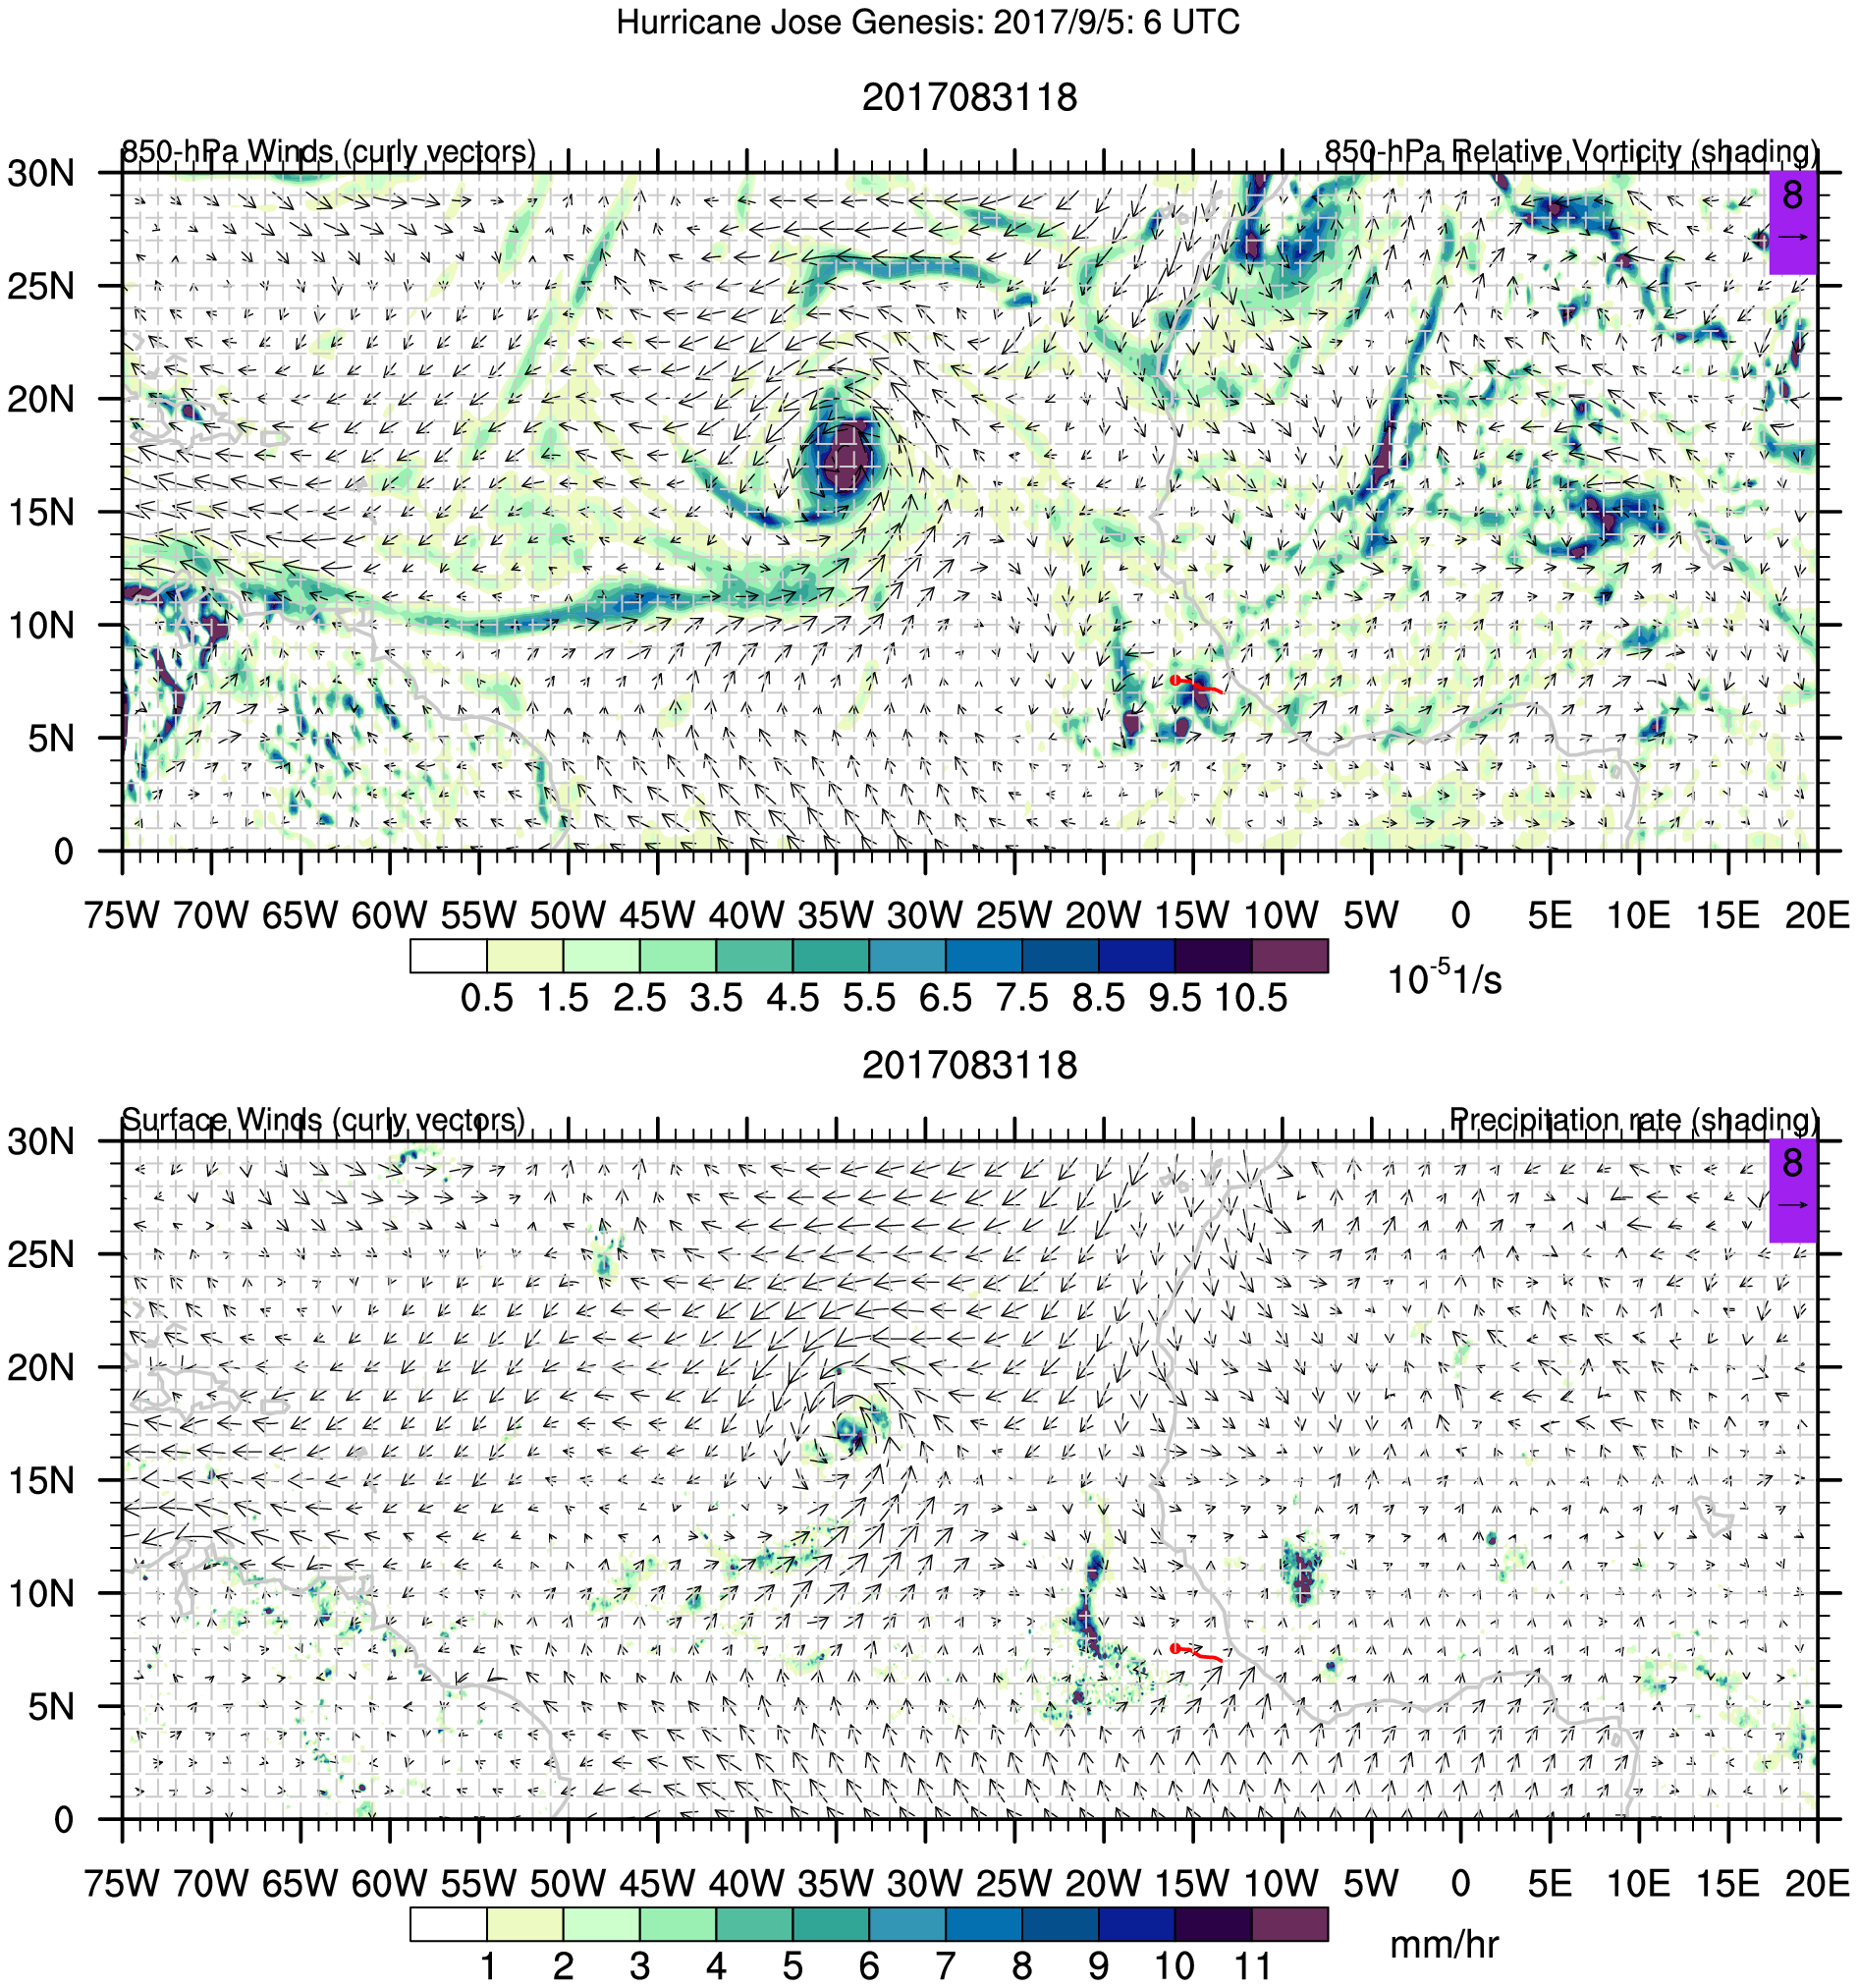 Hurricane Jose Genesis: 2017/9/5: 6 UTC
2017083118
850-hPa Winds (curly vectors) 850-hPa Relative Vorticity (shading)
8
30N
25N
20N
15N
10N
5N
0
75W 70W 65W 60W 55W 50W 45W 40W 35W 30W 25W 20W 15W 10W 5W 0 5E 10E 15E 20E
0.5 1.5 2.5 3.5 4.5 5.5 6.5 7.5 8.5 9.5 10.5
10-51/s
2017083118
Surface Winds (curly vectors) Precipitation rate (shading)
8
30N
25N
20N
15N
10N
5N
0
75W 70W 65W 60W 55W 50W 45W 40W 35W 30W 25W 20W 15W 10W 5W 0 5E 10E 15E 20E
1 2 3 4 5 6 7 8 9 10 11
mm/hr